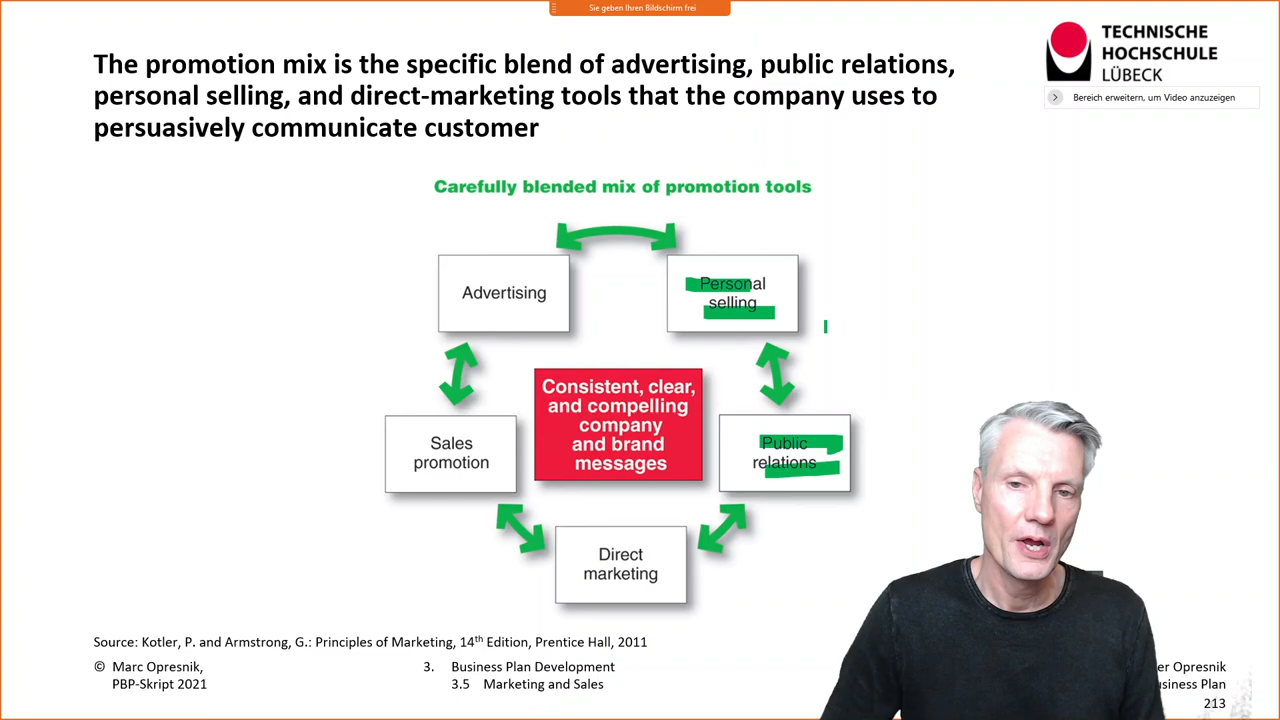 Sie geben Ihren Bildschirm frei
The promotion mix is the specific blend of advertising, public relations,
personal selling, and direct-marketing tools that the company uses to
persuasively communicate customer
TECHNISCHE
HOCHSCHULE
LÜBECK
Bereich erweitern, um Video anzuzeigen
Carefully blended mix of promotion tools
Advertising
Personal
selling
Consistent, clear,
and compelling
company
and brand
messages
Sales
promotion
Public
relations
Direct
marketing
Source: Kotler, P. and Armstrong, G.: Principles of Marketing, 14th Edition, Prentice Hall, 2011
© Marc Opresnik,
PBP-Skript 2021
3. Business Plan Development
3.5 Marketing and Sales
Opresnik
Plan
213